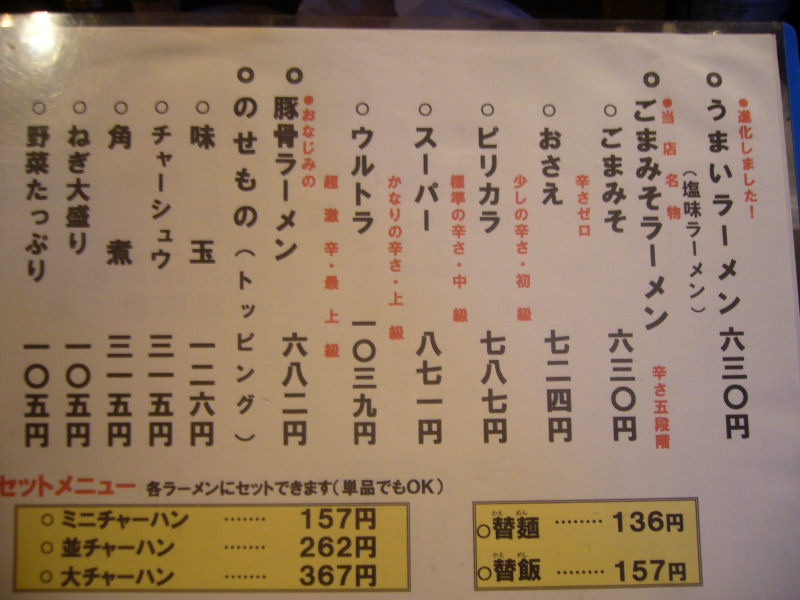 ●進化しました！
○うまいラーメン 六三〇円
（塩味ラーメン）
●当店名物
○ごまみそラーメン
辛さ五段階
○ごまみそ 六三〇円
辛さゼロ
○おさえ 七二四円
少しの辛さ・初級
○ピリカラ 七八七円
標準の辛さ・中級
○スーパー 八七一円
かなりの辛さ・上級
○ウルトラ 一〇三九円
超激辛・最上級
●おなじみの
○豚骨ラーメン 六八二円
○のせもの（トッピング）
○味玉 一二六円
○チャーシュウ 三一五円
○角煮 三一五円
○ねぎ大盛り 一〇五円
○野菜たっぷり 一〇五円
セットメニュー 各ラーメンにセットできます（単品でもOK）
○ミニチャーハン ……… 157円
○並チャーハン ……… 262円
○大チャーハン ……… 367円
かえ めん
○替麺 ……… 136円
かえ めし
○替飯 ……… 157円